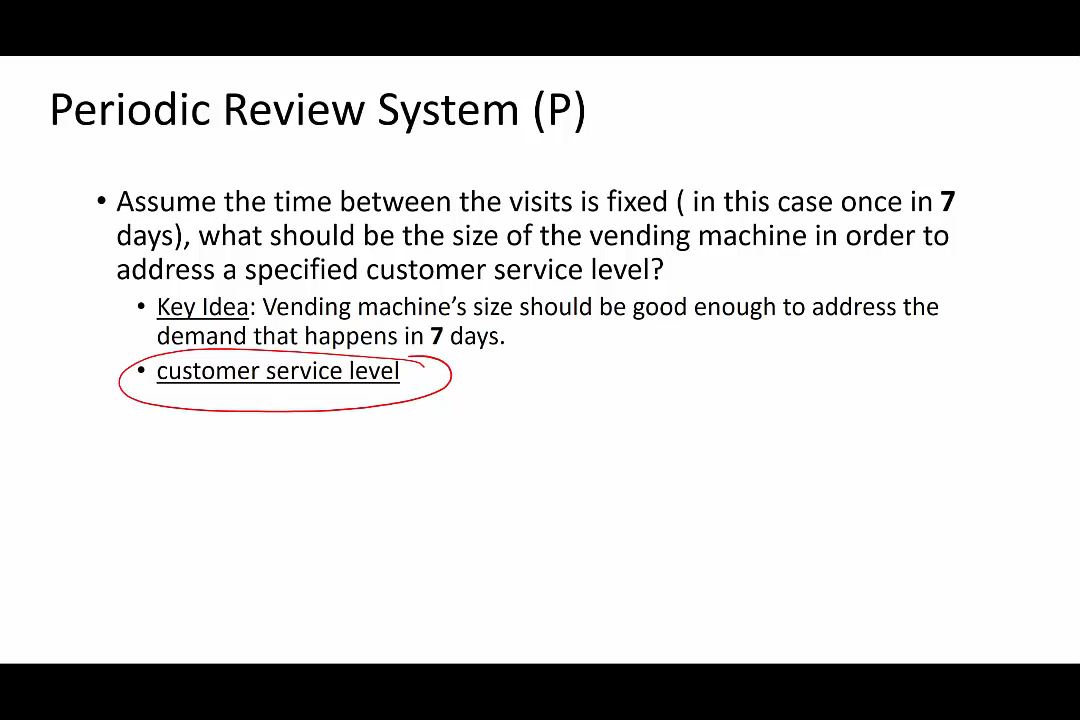 Periodic Review System (P)
• Assume the time between the visits is fixed ( in this case once in 7
days), what should be the size of the vending machine in order to
address a specified customer service level?
• Key Idea: Vending machine’s size should be good enough to address the
demand that happens in 7 days.
• customer service level